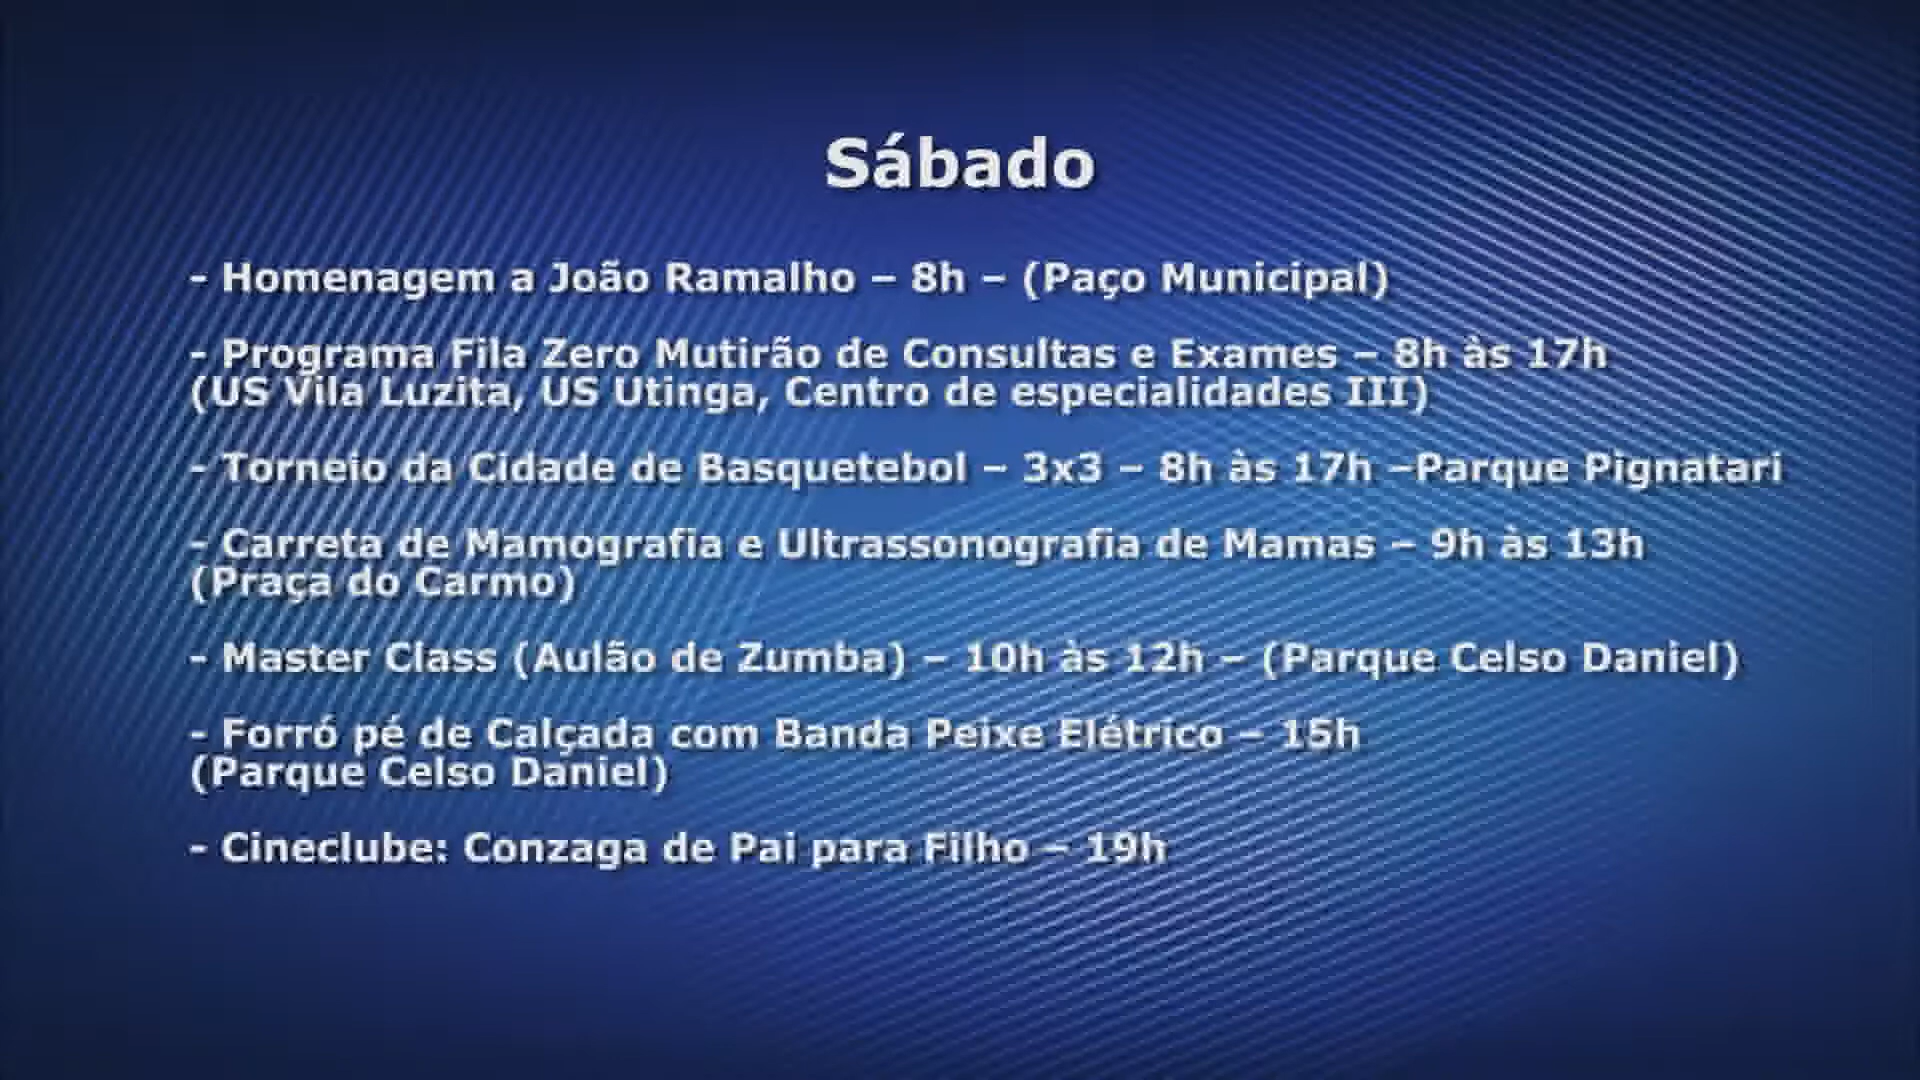 Sábado
- Homenagem a João Ramalho – 8h – (Paço Municipal)
- Programa Fila Zero Mutirão de Consultas e Exames – 8h às 17h
(US Vila Luzita, US Utinga, Centro de especialidades III)
- Torneio da Cidade de Basquetebol – 3x3 – 8h às 17h –Parque Pignatari
- Carreta de Mamografia e Ultrassonografia de Mamas – 9h às 13h
(Praça do Carmo)
- Master Class (Aulão de Zumba) – 10h às 12h – (Parque Celso Daniel)
- Forró pé de Calçada com Banda Peixe Elétrico – 15h
(Parque Celso Daniel)
- Cineclube: Conzaga de Pai para Filho – 19h